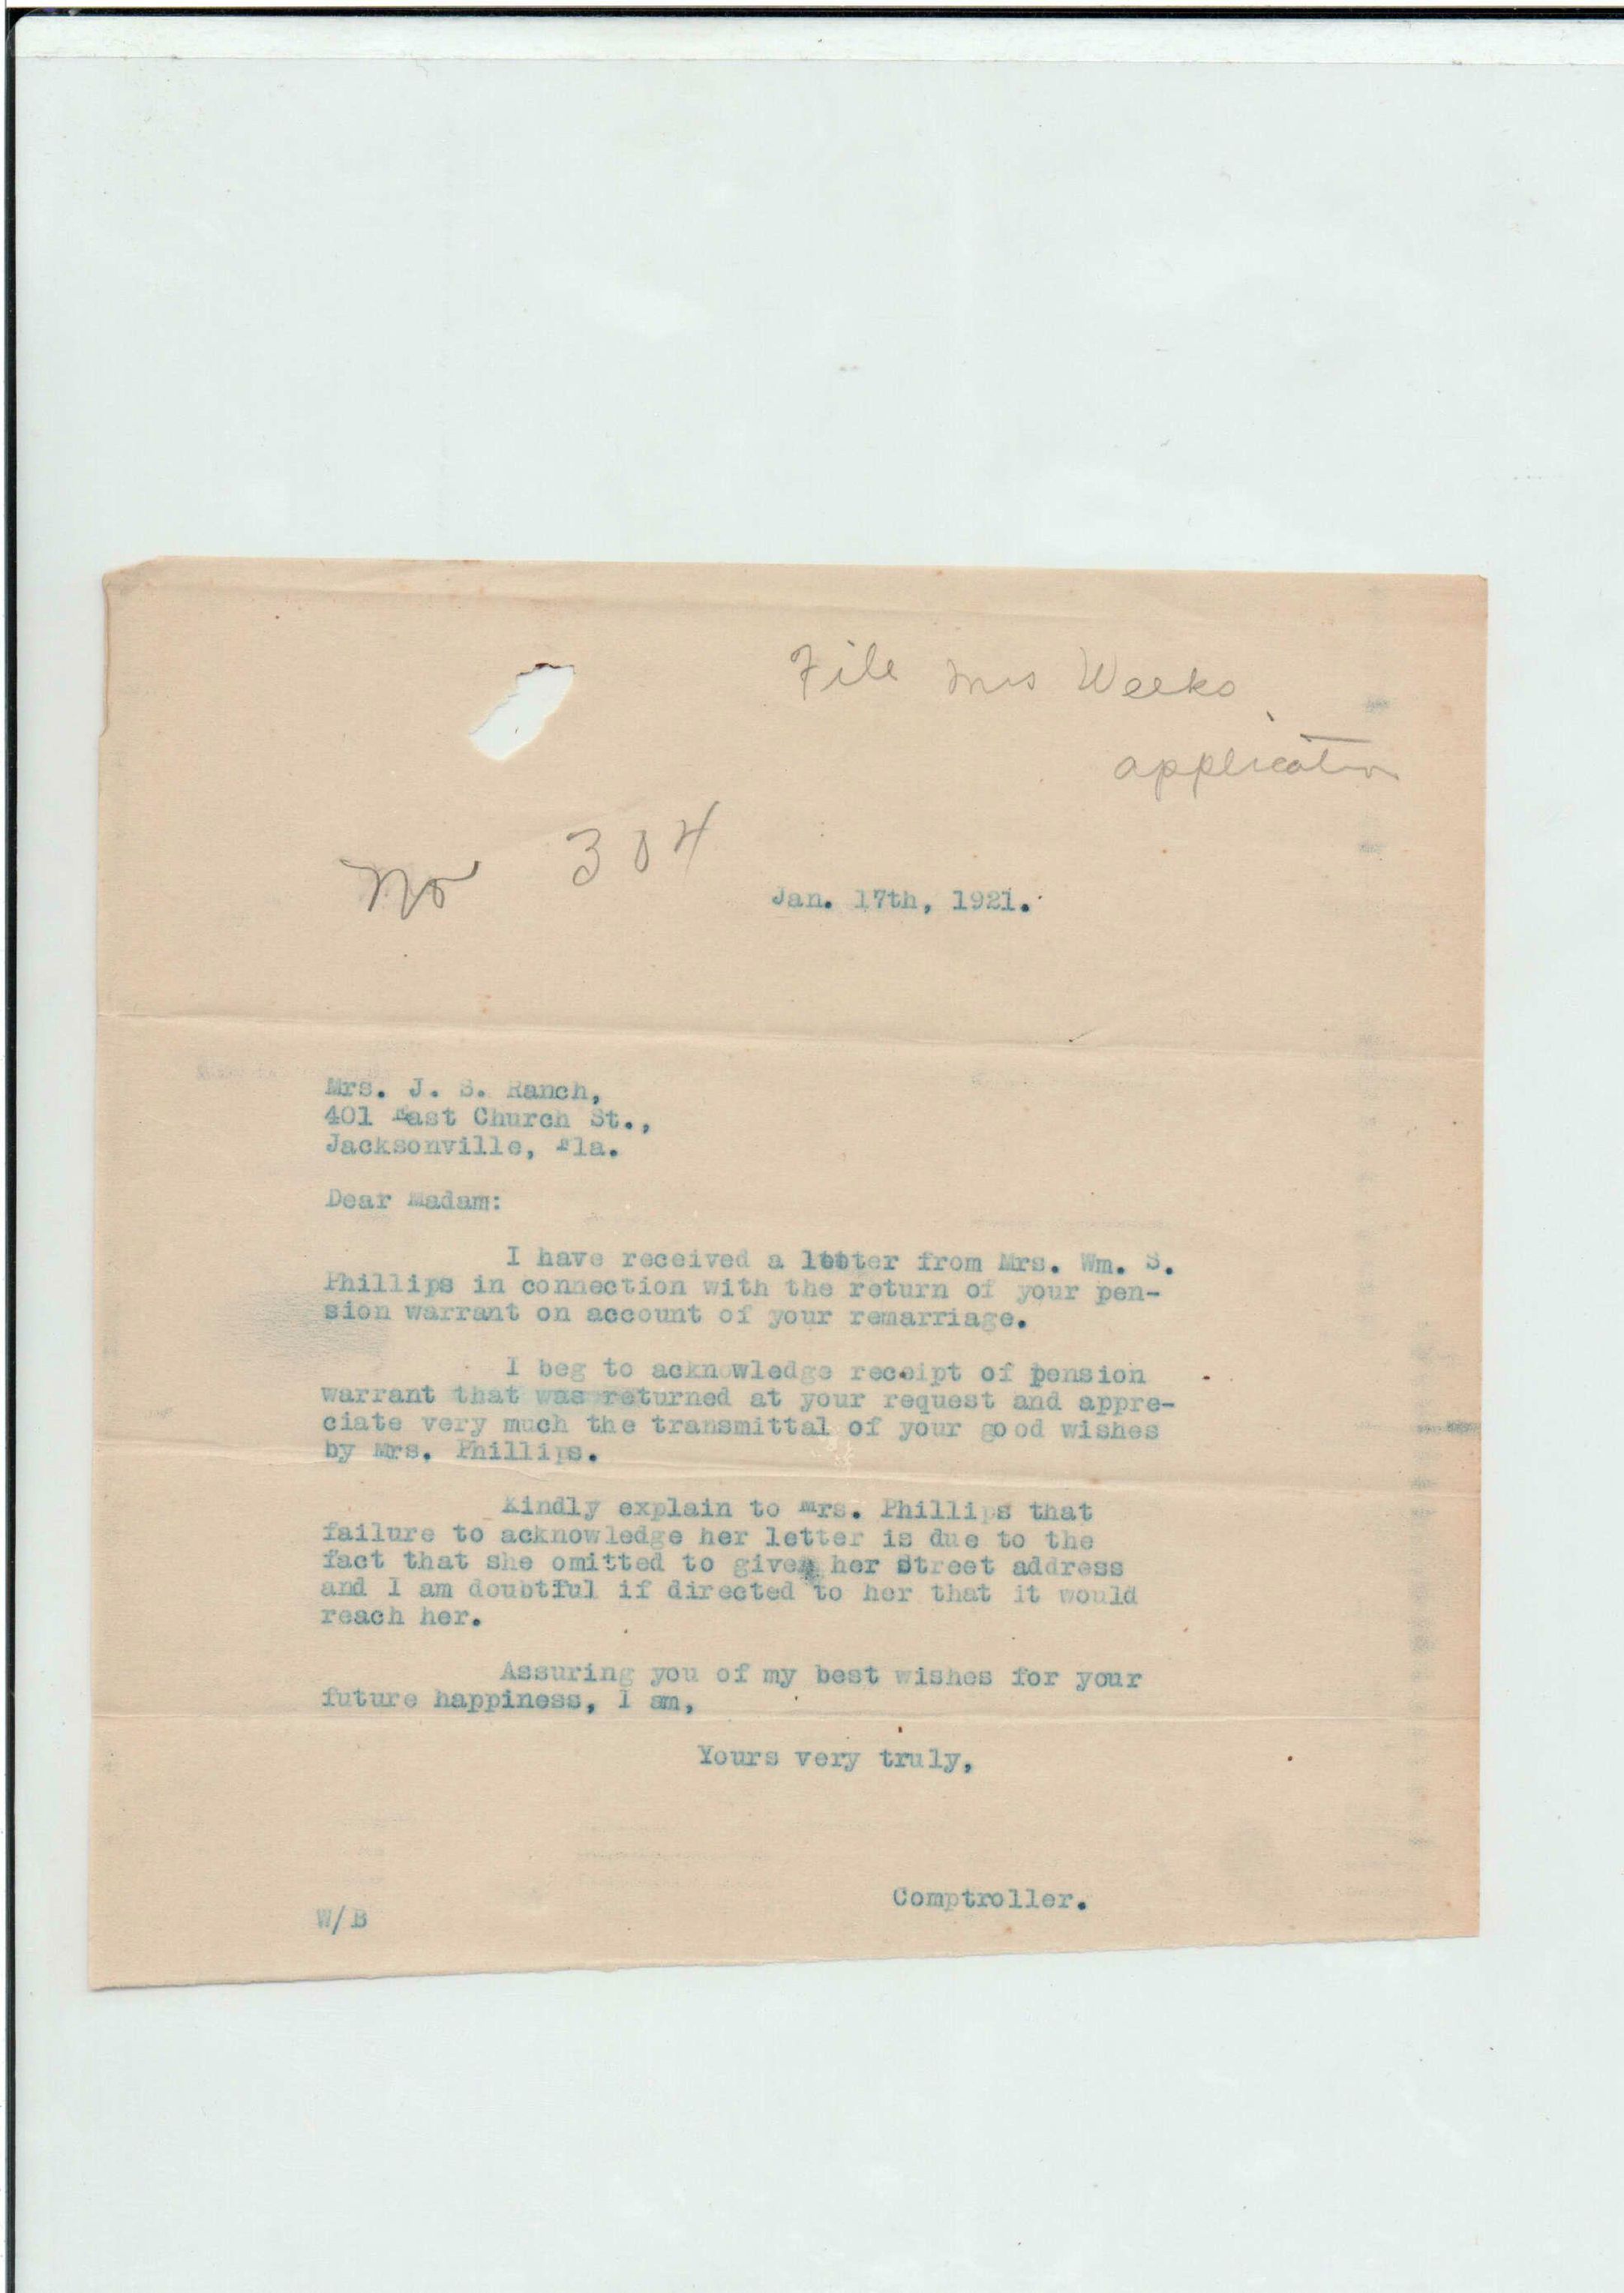 File Mrs Weeks
application
No 304
Jan. 17th, 1921.
Mrs. J. S. Ranch,
401 East Church St.,
Jacksonville, Fla.
Dear Madam:
I have received a letter from Mrs. Wm. S.
Phillips in connection with the return of your pen-
sion warrant on account of your remarriage.
I beg to acknowledge receipt of pension
warrant that was returned at your request and appre-
ciate very much the transmittal of your good wishes
by Mrs. Phillips.
Kindly explain to Mrs. Phillips that
failure to acknowledge her letter is due to the
fact that she omitted to give her street address
and I am doubtful if directed to her that it would
reach her.
Assuring you of my best wishes for your
future happiness, I am,
Yours very truly,
Comptroller.
W/B